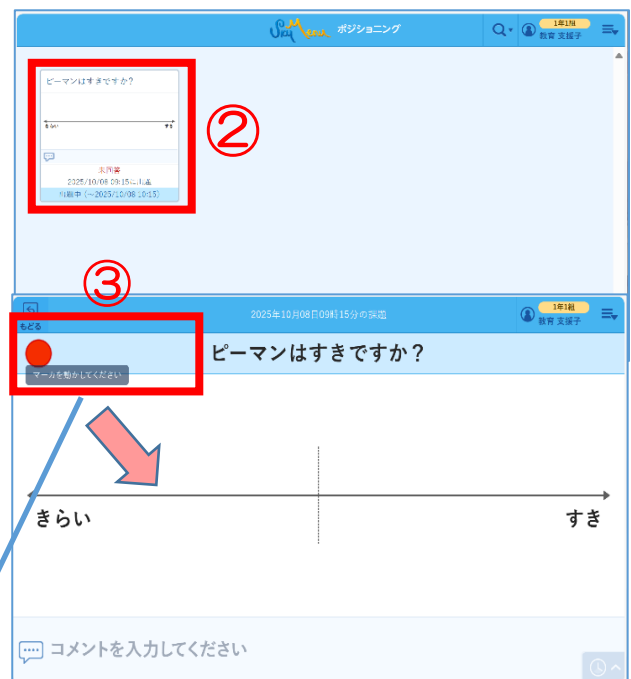 SkyMenu ポジショニング
1年1組
教育 支援子
ピーマンはすきですか？
きらい
すき
②
未回答
2025/10/08 09:15に出題
出題中 (～2025/10/08 10:15)
③
もどる
2025年10月08日09時15分の課題
1年1組
教育 支援子
ピーマンはすきですか？
マーカを動かしてください
きらい
すき
コメントを入力してください